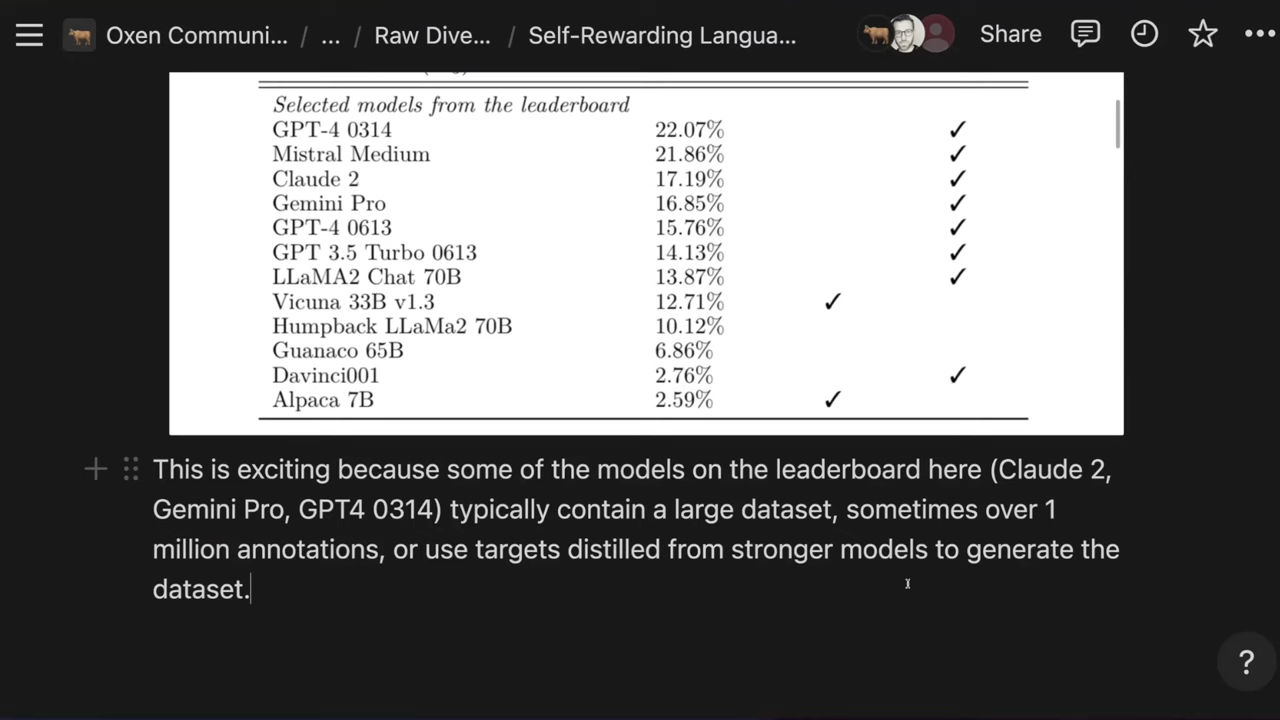 Oxen Communi... / ... / Raw Dive... / Self-Rewarding Langua... Share
Selected models from the leaderboard
GPT-4 0314 22.07% ✓
Mistral Medium 21.86% ✓
Claude 2 17.19% ✓
Gemini Pro 16.85% ✓
GPT-4 0613 15.76% ✓
GPT 3.5 Turbo 0613 14.13% ✓
LLaMA2 Chat 70B 13.87% ✓
Vicuna 33B v1.3 12.71% ✓
Humpback LLaMa2 70B 10.12%
Guanaco 65B 6.86%
Davinci001 2.76% ✓
Alpaca 7B 2.59% ✓
This is exciting because some of the models on the leaderboard here (Claude 2,
Gemini Pro, GPT4 0314) typically contain a large dataset, sometimes over 1
million annotations, or use targets distilled from stronger models to generate the
dataset.
?